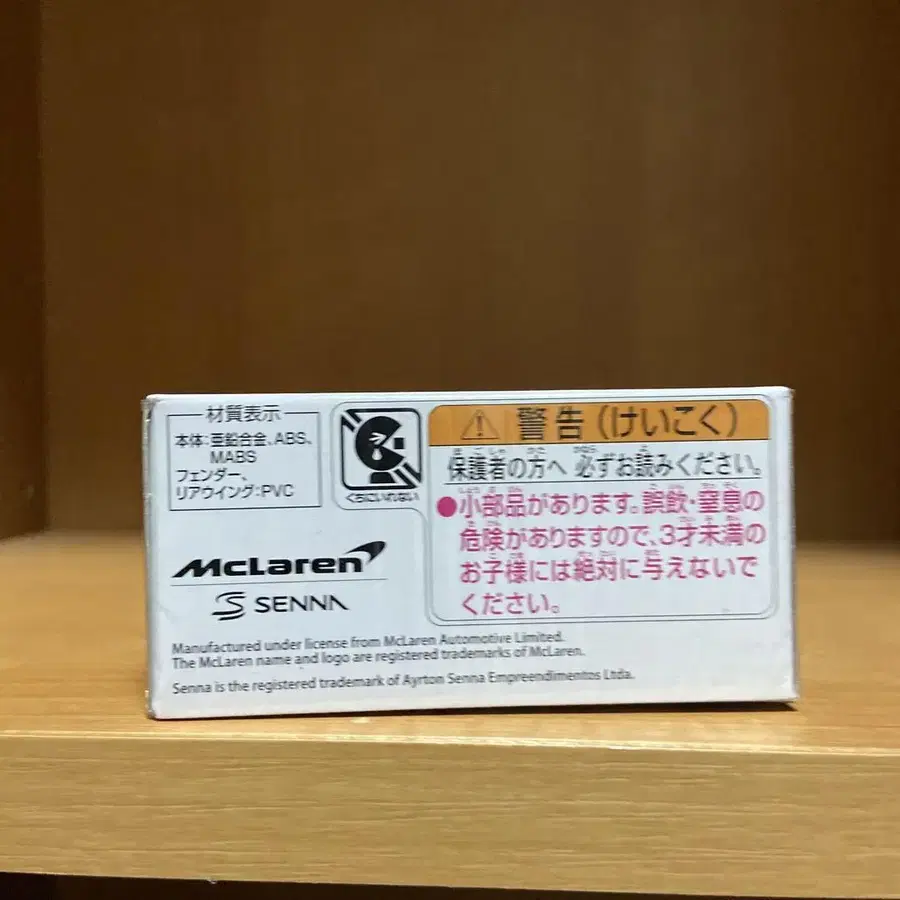 材質表示
本体:亜鉛合金、ABS、
MABS
フェンダー、
リアウイング:PVC
くちにいれない
警告(けいこく)
保護者の方へ 必ずお読みください。
●小部品があります。誤飲・窒息の
危険がありますので、3才未満の
お子様には絶対に与えないで
ください。
McLaren
SENNA
Manufactured under license from McLaren Automotive Limited.
The McLaren name and logo are registered trademarks of McLaren.
Senna is the registered trademark of Ayrton Senna Empreendimentos Ltda.